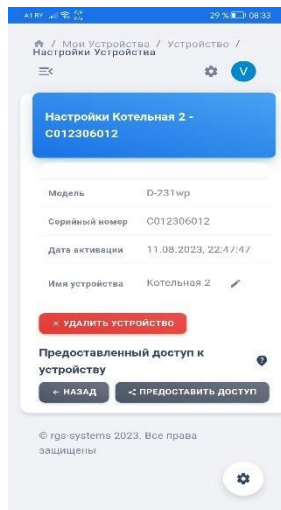 A1 BY 29 % 08:33
/ Мои Устройства / Устройство /
Настройки Устройства
V
Настройки Котельная 2 -
C012306012
Модель D-231wp
Серийный номер C012306012
Дата активации 11.08.2023, 22:47:47
Имя устройства Котельная 2
× УДАЛИТЬ УСТРОЙСТВО
Предоставленный доступ к
устройству ?
← НАЗАД ПРЕДОСТАВИТЬ ДОСТУП
© rgs-systems 2023. Все права
защищены